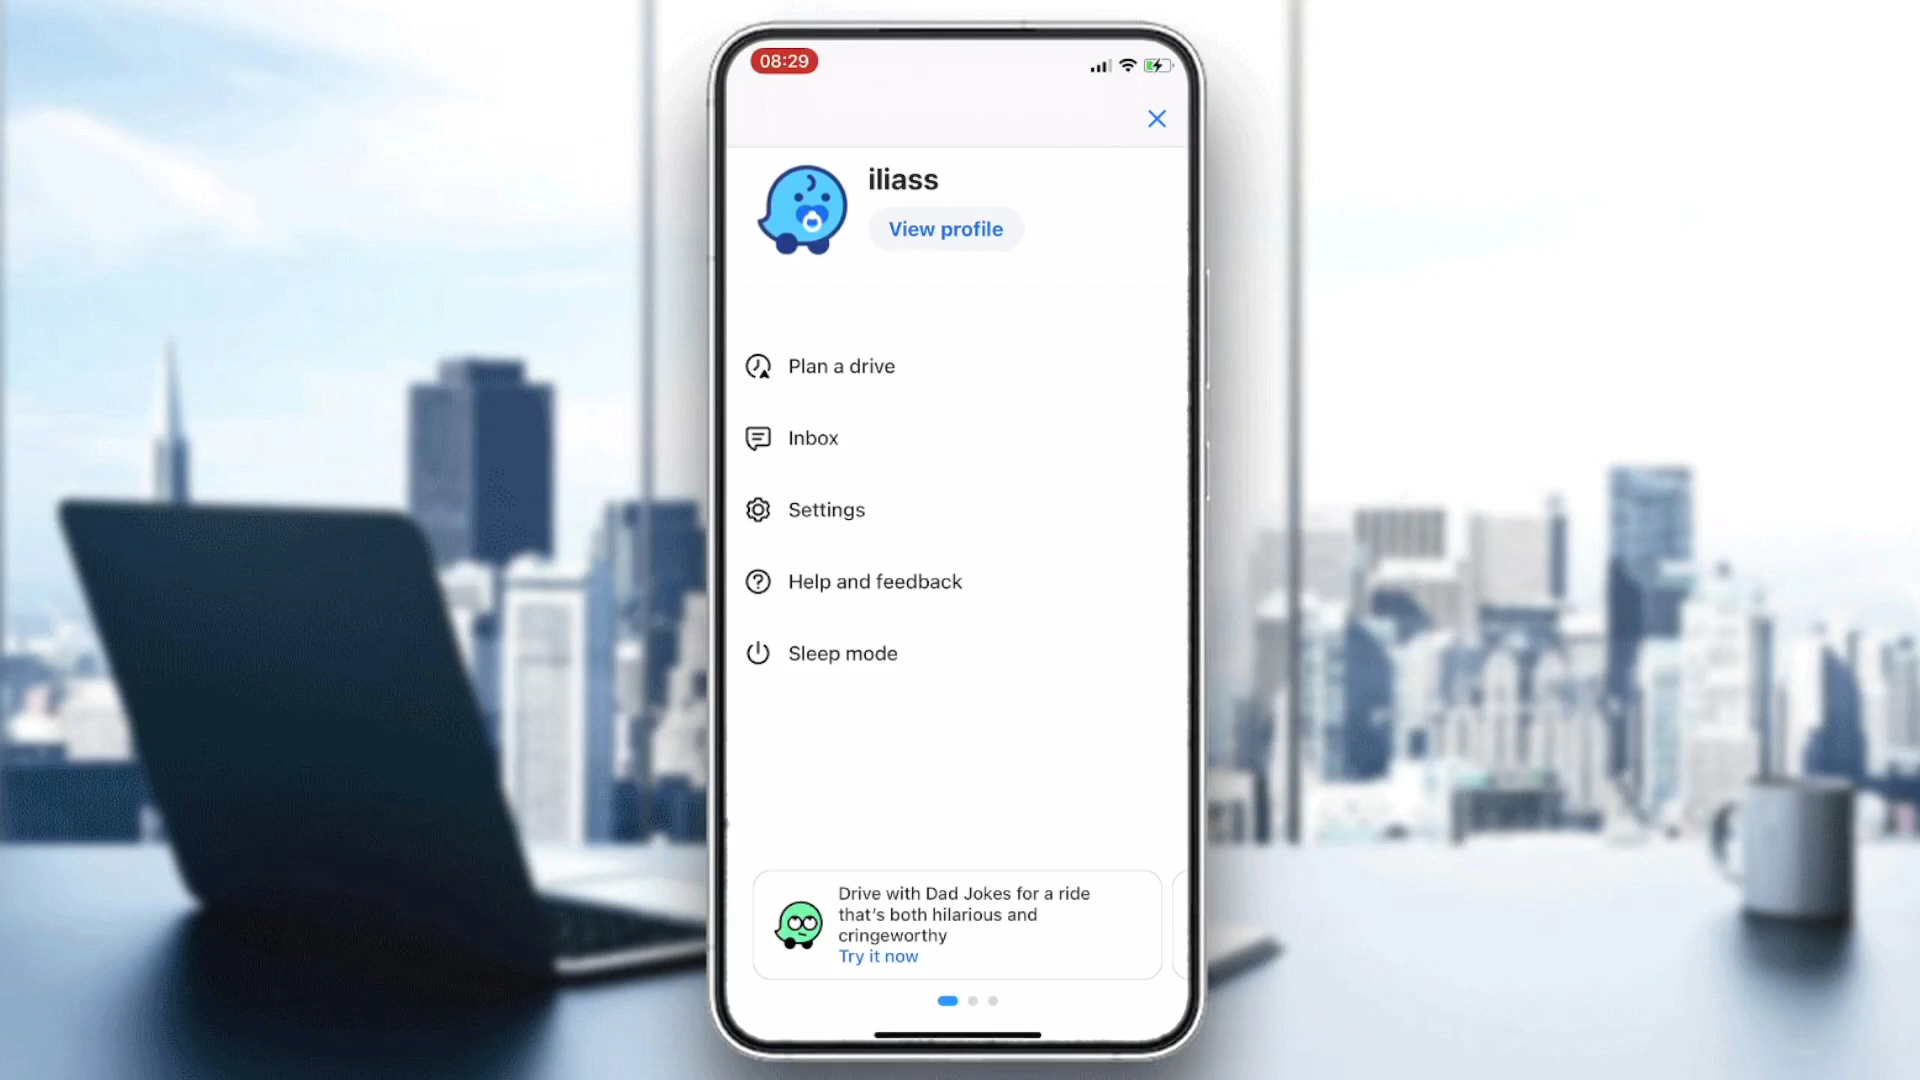 08:29
iliass
View profile
Plan a drive
Inbox
Settings
Help and feedback
Sleep mode
Drive with Dad Jokes for a ride
that's both hilarious and
cringeworthy
Try it now